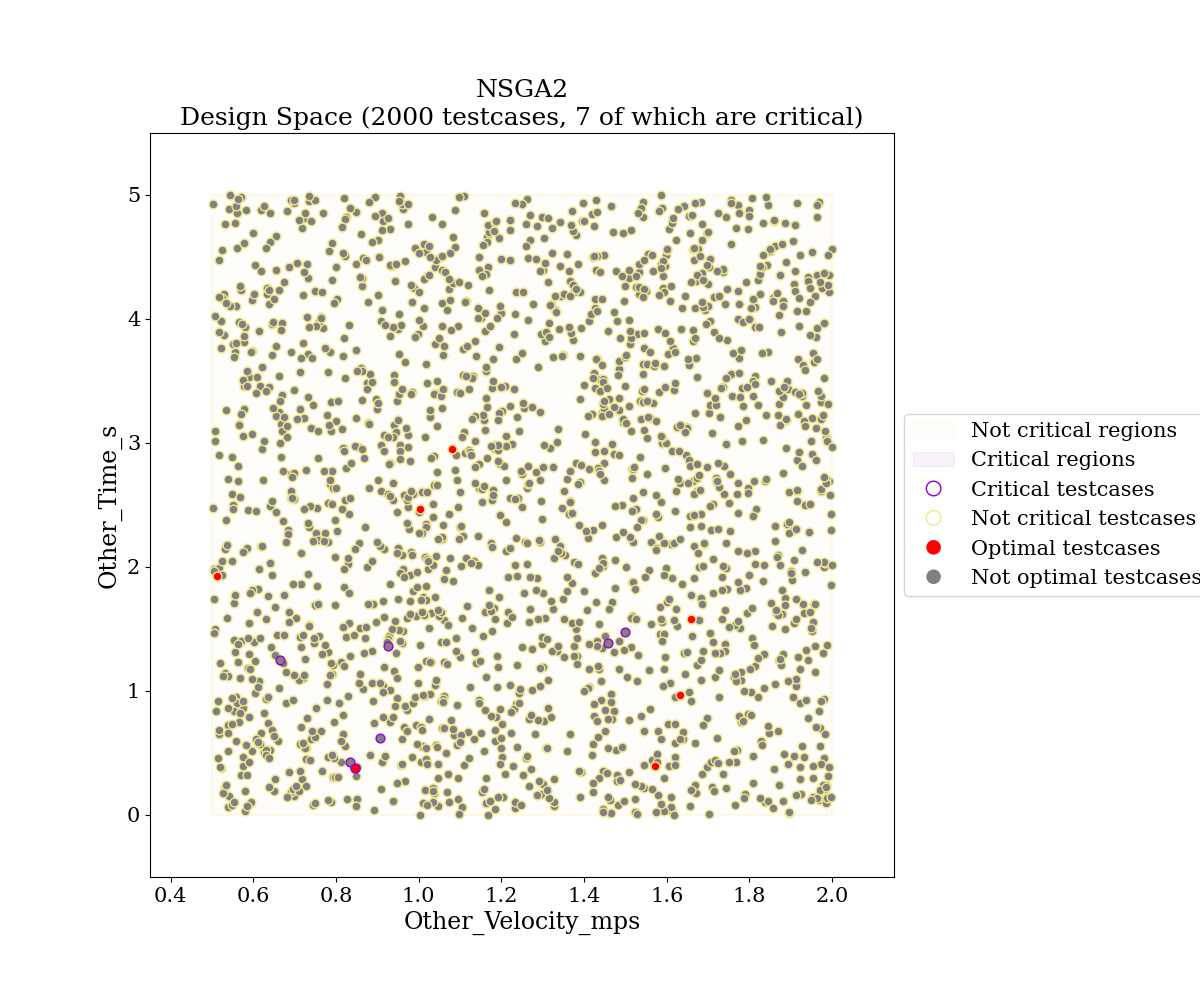 NSGA2
Design Space (2000 testcases, 7 of which are critical)
5
4
3
2
1
0
Other_Time_s
0.4 0.6 0.8 1.0 1.2 1.4 1.6 1.8 2.0
Other_Velocity_mps
Not critical regions
Critical regions
Critical testcases
Not critical testcases
Optimal testcases
Not optimal testcases